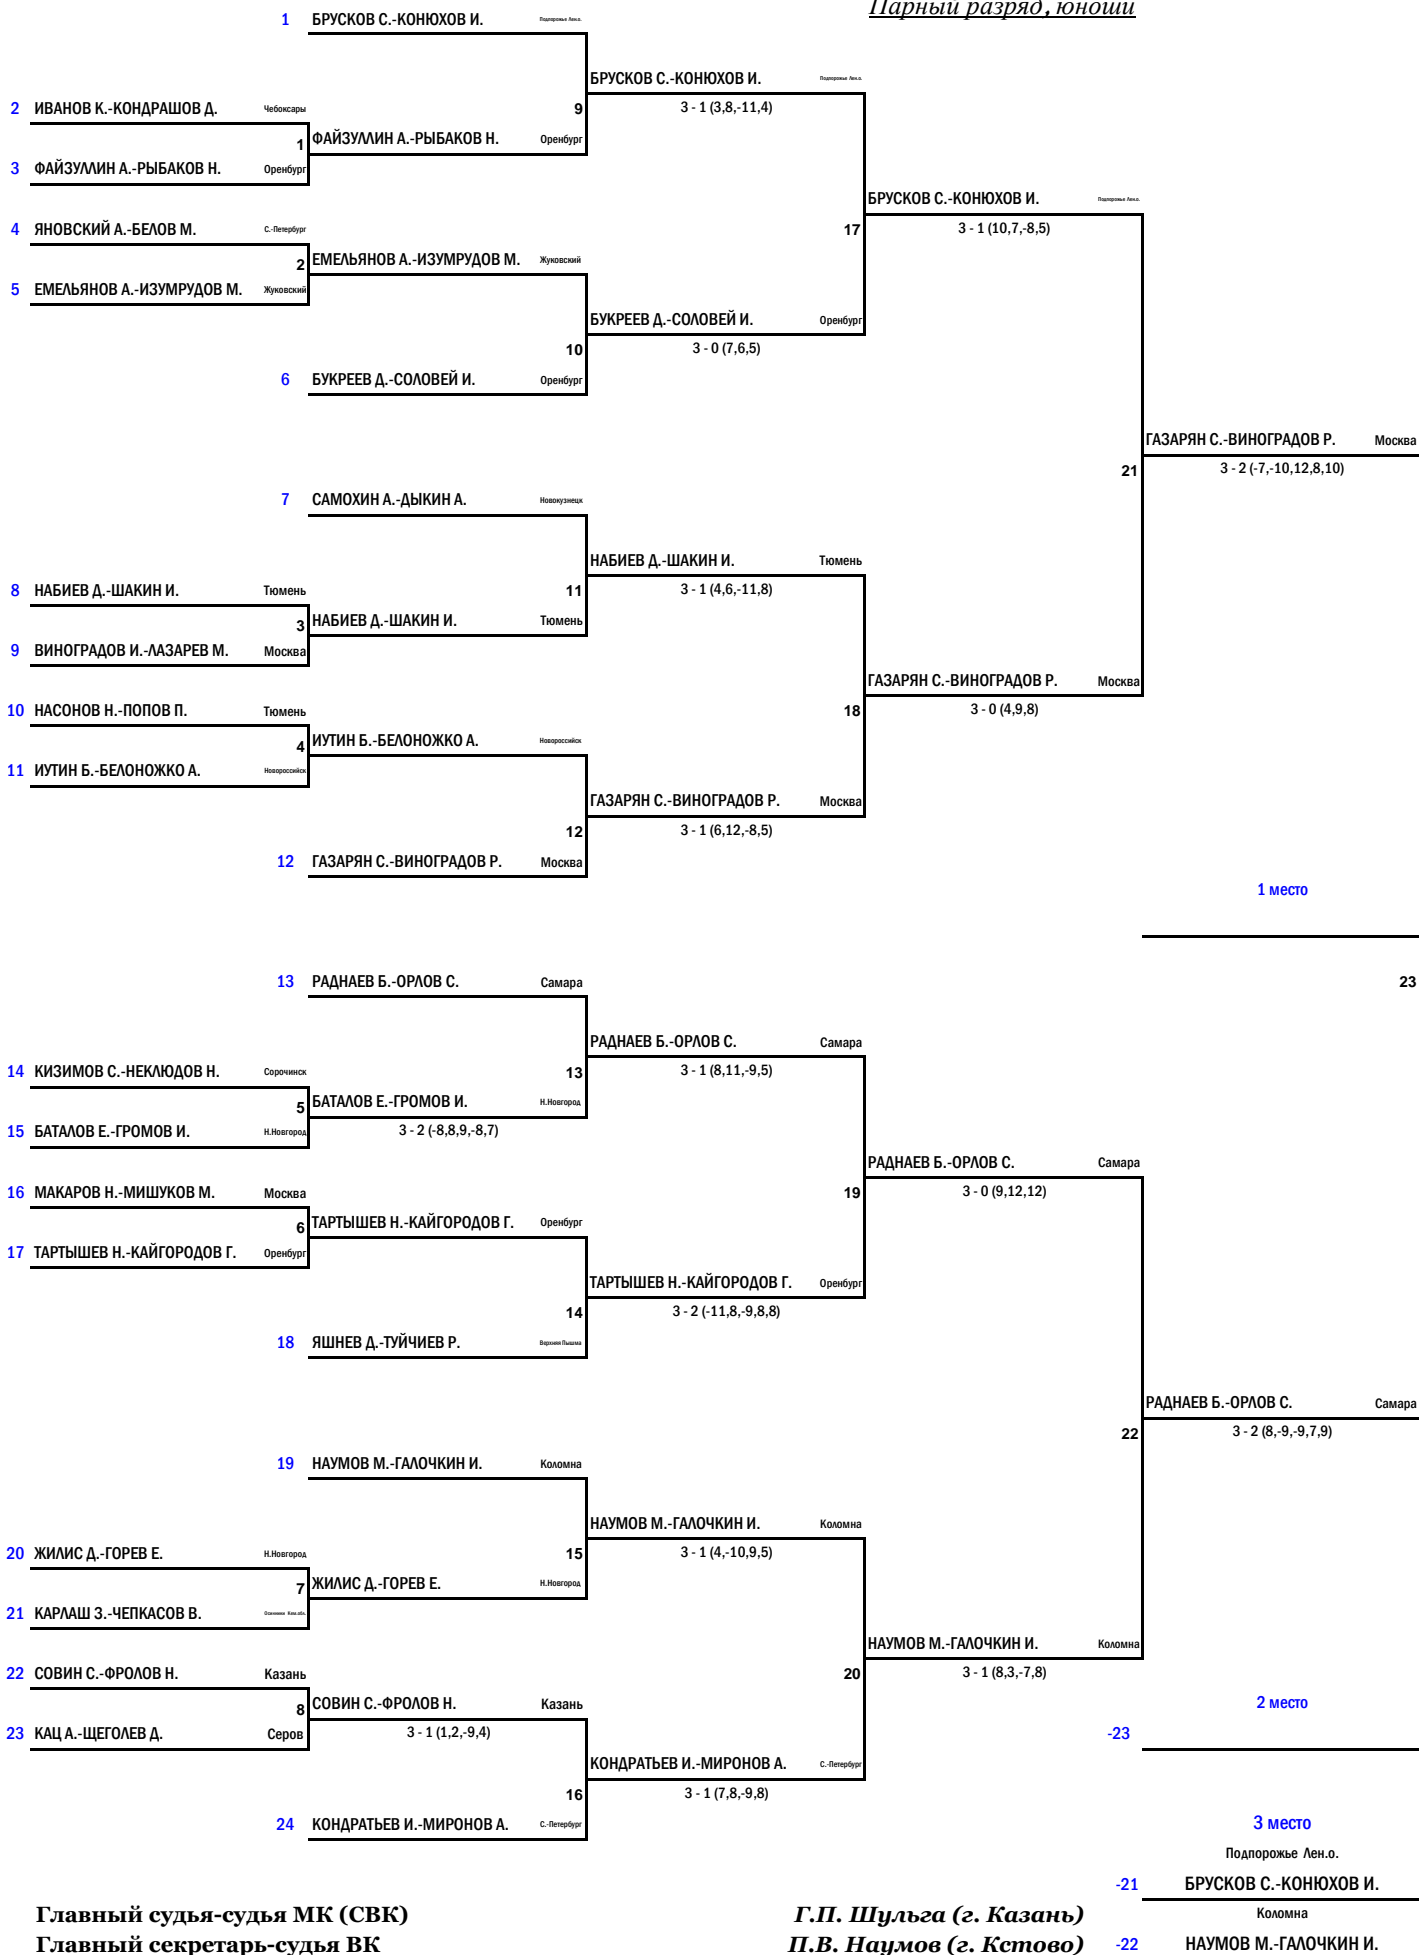 Парный разряд, юноши
1 БРУСКОВ С.-КОНЮХОВ И. Подпорожье Лен.о.
БРУСКОВ С.-КОНЮХОВ И. Подпорожье Лен.о.
2 ИВАНОВ К.-КОНДРАШОВ Д. Чебоксары 9 3 - 1 (3,8,-11,4)
1 ФАЙЗУЛЛИН А.-РЫБАКОВ Н. Оренбург
3 ФАЙЗУЛЛИН А.-РЫБАКОВ Н. Оренбург
БРУСКОВ С.-КОНЮХОВ И. Подпорожье Лен.о.
4 ЯНОВСКИЙ А.-БЕЛОВ М. С.-Петербург 17 3 - 1 (10,7,-8,5)
2 ЕМЕЛЬЯНОВ А.-ИЗУМРУДОВ М. Жуковский
5 ЕМЕЛЬЯНОВ А.-ИЗУМРУДОВ М. Жуковский
БУКРЕЕВ Д.-СОЛОВЕЙ И. Оренбург
10 3 - 0 (7,6,5)
6 БУКРЕЕВ Д.-СОЛОВЕЙ И. Оренбург
ГАЗАРЯН С.-ВИНОГРАДОВ Р. Москва
21 3 - 2 (-7,-10,12,8,10)
7 САМОХИН А.-ДЫКИН А. Новокузнецк
НАБИЕВ Д.-ШАКИН И. Тюмень
8 НАБИЕВ Д.-ШАКИН И. Тюмень 11 3 - 1 (4,6,-11,8)
3 НАБИЕВ Д.-ШАКИН И. Тюмень
9 ВИНОГРАДОВ И.-ЛАЗАРЕВ М. Москва
ГАЗАРЯН С.-ВИНОГРАДОВ Р. Москва
10 НАСОНОВ Н.-ПОПОВ П. Тюмень 18 3 - 0 (4,9,8)
4 ИУТИН Б.-БЕЛОНОЖКО А. Новороссийск
11 ИУТИН Б.-БЕЛОНОЖКО А. Новороссийск
ГАЗАРЯН С.-ВИНОГРАДОВ Р. Москва
12 3 - 1 (6,12,-8,5)
12 ГАЗАРЯН С.-ВИНОГРАДОВ Р. Москва
1 место
13 РАДНАЕВ Б.-ОРЛОВ С. Самара 23
РАДНАЕВ Б.-ОРЛОВ С. Самара
14 КИЗИМОВ С.-НЕКЛЮДОВ Н. Сорочинск 13 3 - 1 (8,11,-9,5)
5 БАТАЛОВ Е.-ГРОМОВ И. Н.Новгород
15 БАТАЛОВ Е.-ГРОМОВ И. Н.Новгород 3 - 2 (-8,8,9,-8,7)
РАДНАЕВ Б.-ОРЛОВ С. Самара
16 МАКАРОВ Н.-МИШУКОВ М. Москва 19 3 - 0 (9,12,12)
6 ТАРТЫШЕВ Н.-КАЙГОРОДОВ Г. Оренбург
17 ТАРТЫШЕВ Н.-КАЙГОРОДОВ Г. Оренбург
ТАРТЫШЕВ Н.-КАЙГОРОДОВ Г. Оренбург
14 3 - 2 (-11,8,-9,8,8)
18 ЯШНЕВ Д.-ТУЙЧИЕВ Р. Верхняя Пышма
РАДНАЕВ Б.-ОРЛОВ С. Самара
22 3 - 2 (8,-9,-9,7,9)
19 НАУМОВ М.-ГАЛОЧКИН И. Коломна
НАУМОВ М.-ГАЛОЧКИН И. Коломна
20 ЖИЛИС Д.-ГОРЕВ Е. Н.Новгород 15 3 - 1 (4,-10,9,5)
7 ЖИЛИС Д.-ГОРЕВ Е. Н.Новгород
21 КАРЛАШ З.-ЧЕПКАСОВ В.
НАУМОВ М.-ГАЛОЧКИН И. Коломна
22 СОВИН С.-ФРОЛОВ Н. Казань 20 3 - 1 (8,3,-7,8)
8 СОВИН С.-ФРОЛОВ Н. Казань 2 место
23 КАЦ А.-ЩЕГОЛЕВ Д. Серов 3 - 1 (1,2,-9,4) -23
КОНДРАТЬЕВ И.-МИРОНОВ А. С.-Петербург
16 3 - 1 (7,8,-9,8)
24 КОНДРАТЬЕВ И.-МИРОНОВ А. С.-Петербург 3 место
Подпорожье Лен.о.
-21 БРУСКОВ С.-КОНЮХОВ И.
Главный судья-судья МК (СВК) Г.П. Шульга (г. Казань) Коломна
Главный секретарь-судья ВК П.В. Наумов (г. Кстово) -22 НАУМОВ М.-ГАЛОЧКИН И.